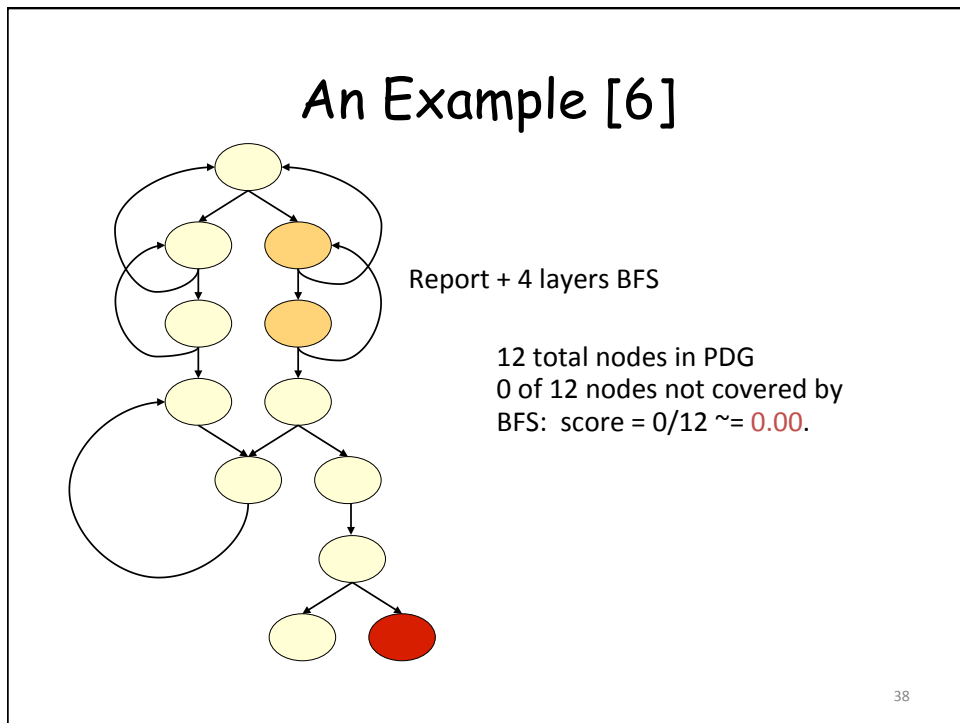 An Example [6]
Report + 4 layers BFS
12 total nodes in PDG
0 of 12 nodes not covered by
BFS:  score = 0/12 ~= 0.00.
38